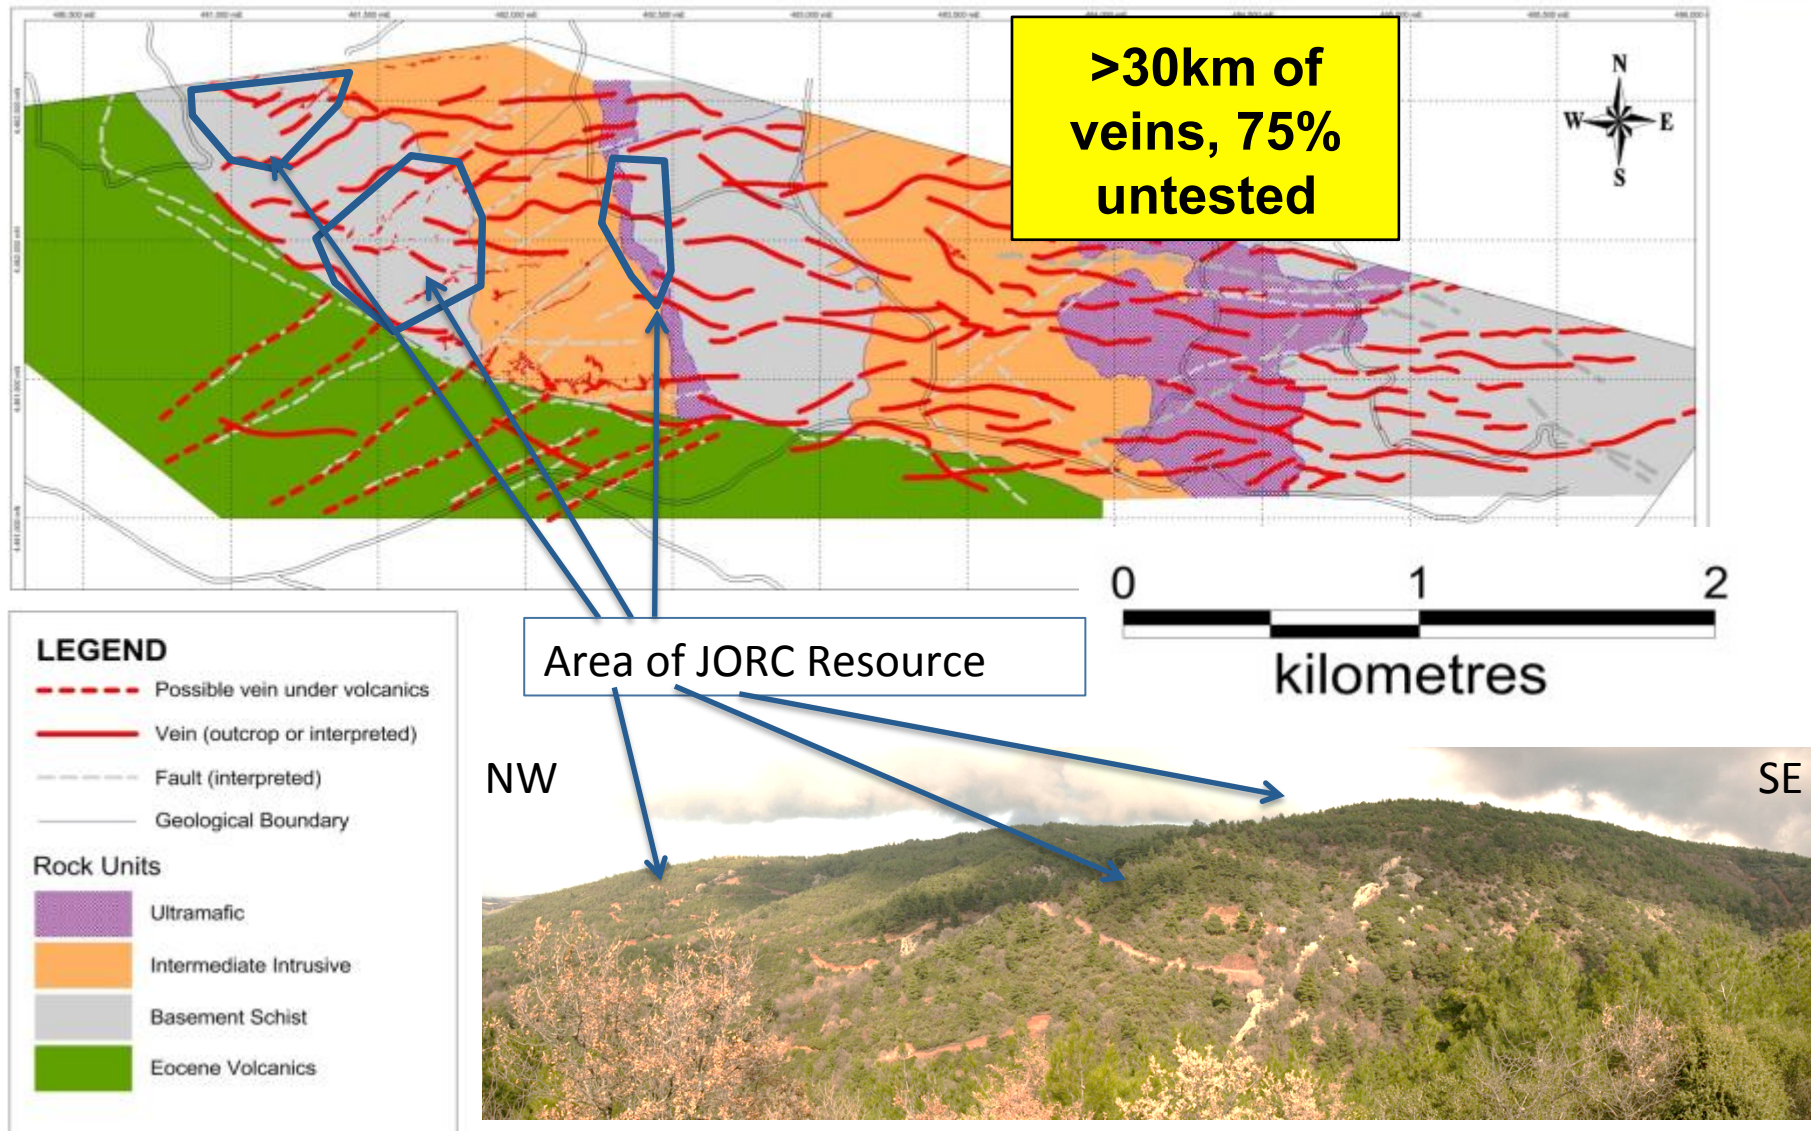 >30km of
veins, 75%
untested
N
W E
S
0 1 2
kilometres
Area of JORC Resource
LEGEND
Possible vein under volcanics
Vein (outcrop or interpreted)
Fault (interpreted)
Geological Boundary
Rock Units
Ultramafic
Intermediate Intrusive
Basement Schist
Eocene Volcanics
NW
SE